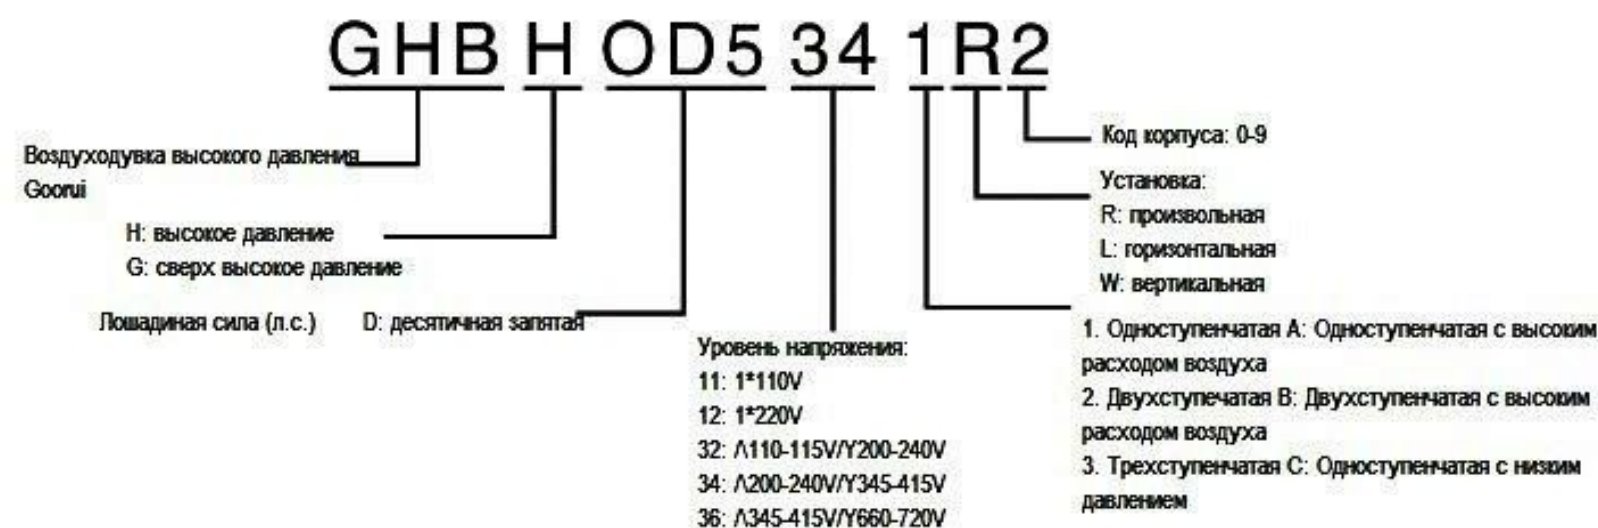 GHB H OD5 34 1R2
Воздуходувка высокого давления
Goorui
H: высокое давление
G: сверх высокое давление
Лошадиная сила (л.с.) D: десятичная запятая
Уровень напряжения:
11: 1*110V
12: 1*220V
32: Λ110-115V/Y200-240V
34: Λ200-240V/Y345-415V
36: Λ345-415V/Y660-720V
Код корпуса: 0-9
Установка:
R: произвольная
L: горизонтальная
W: вертикальная
1. Одноступенчатая A: Одноступенчатая с высоким
расходом воздуха
2. Двухступечатая B: Двухступенчатая с высоким
расходом воздуха
3. Трехступенчатая C: Одноступенчатая с низким
давлением